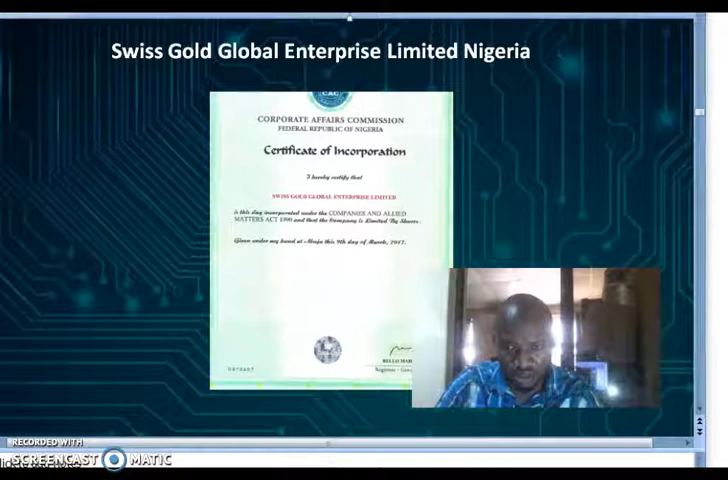 Swiss Gold Global Enterprise Limited Nigeria
CAC
CORPORATE AFFAIRS COMMISSION
FEDERAL REPUBLIC OF NIGERIA
Certificate of Incorporation
I hereby certify that
SWISS GOLD GLOBAL ENTERPRISE LIMITED
is this day incorporated under the COMPANIES AND ALLIED
MATTERS ACT 1990 and that the Company is Limited By Shares.
Given under my hand at Abuja this 9th day of March, 2017.
BELLO
RECORDED WITH
SCREENCAST MATIC